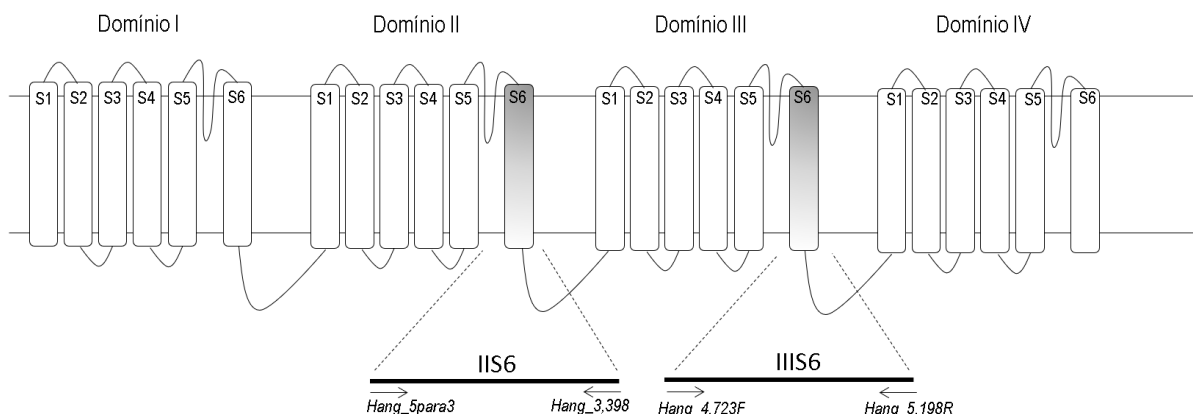 Domínio I Domínio II Domínio III Domínio IV
S1 S2 S3 S4 S5 S6 S1 S2 S3 S4 S5 S6 S1 S2 S3 S4 S5 S6 S1 S2 S3 S4 S5 S6
IIS6 IIIS6
Hang_5para3 Hang_3,398 Hang_4,723F Hang_5,198R